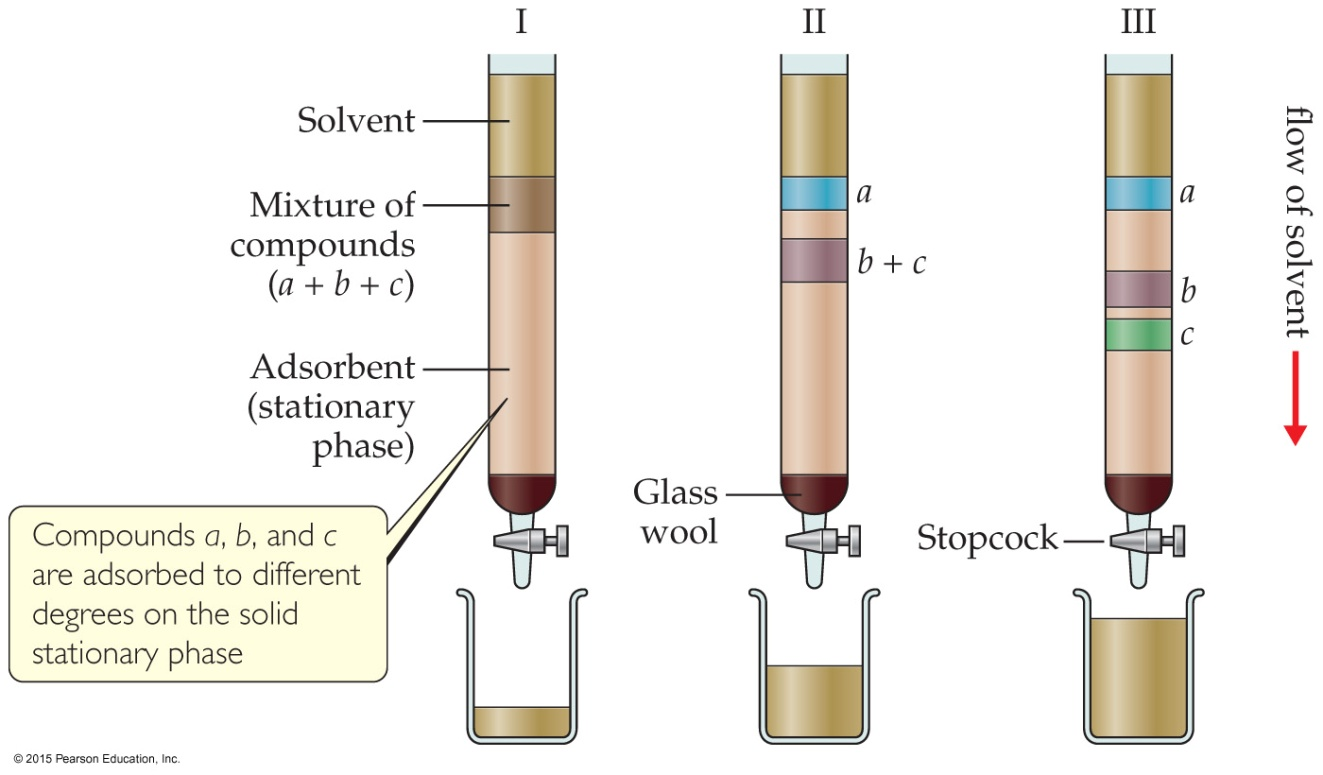 I
II
III
Solvent
Mixture of
compounds
(a + b + c)
Adsorbent
(stationary
phase)
Compounds a, b, and c
are adsorbed to different
degrees on the solid
stationary phase
a
b + c
Glass
wool
a
b
c
Stopcock
flow of solvent
© 2015 Pearson Education, Inc.